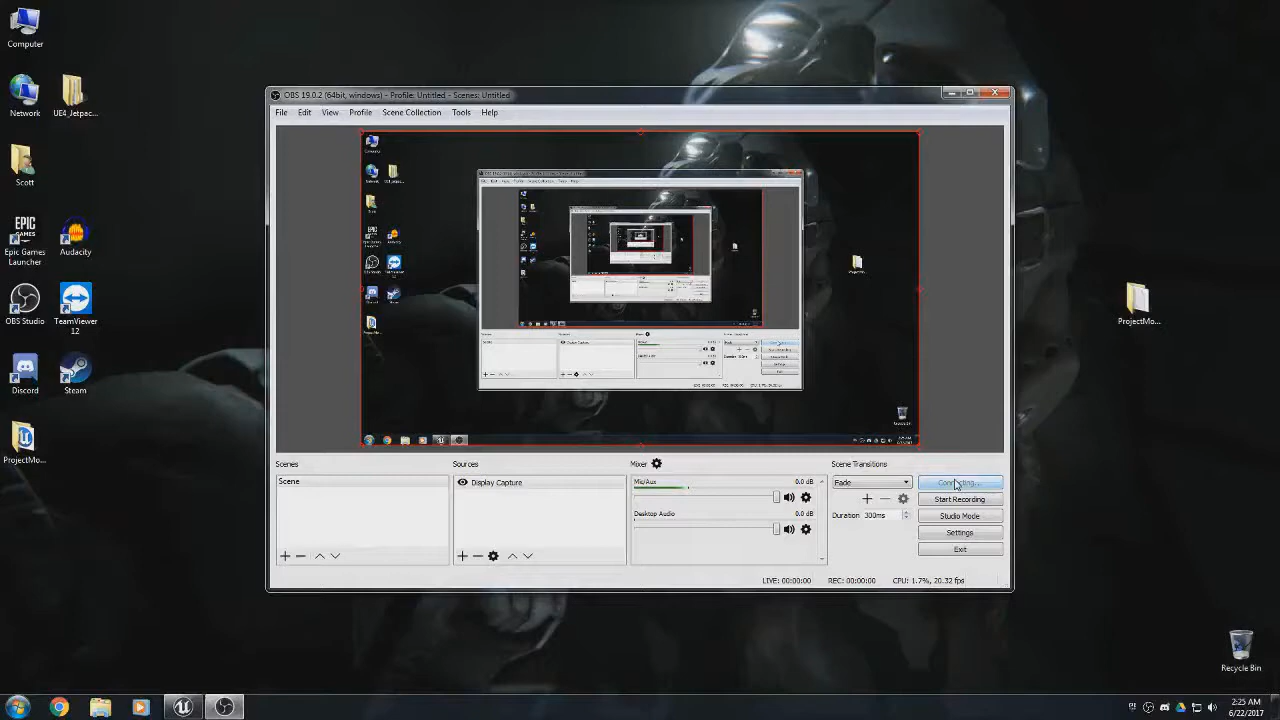 Computer
Network
UE4_Jetpac...
Scott
EPIC GAMES
Epic Games Launcher
Audacity
OBS Studio
TeamViewer 12
Discord
Steam
ProjectMo...
OBS 19.0.2 (64bit, windows) - Profile: Untitled - Scenes: Untitled
File Edit View Profile Scene Collection Tools Help
Scenes
Scene
Sources
Display Capture
Mixer
Mic/Aux 0.0 dB
Desktop Audio 0.0 dB
Scene Transitions
Fade
Duration 300ms
Connecting...
Start Recording
Studio Mode
Settings
Exit
LIVE: 00:00:00 REC: 00:00:00 CPU: 1.7%, 20.32 fps
ProjectMo...
Recycle Bin
2:25 AM
6/22/2017